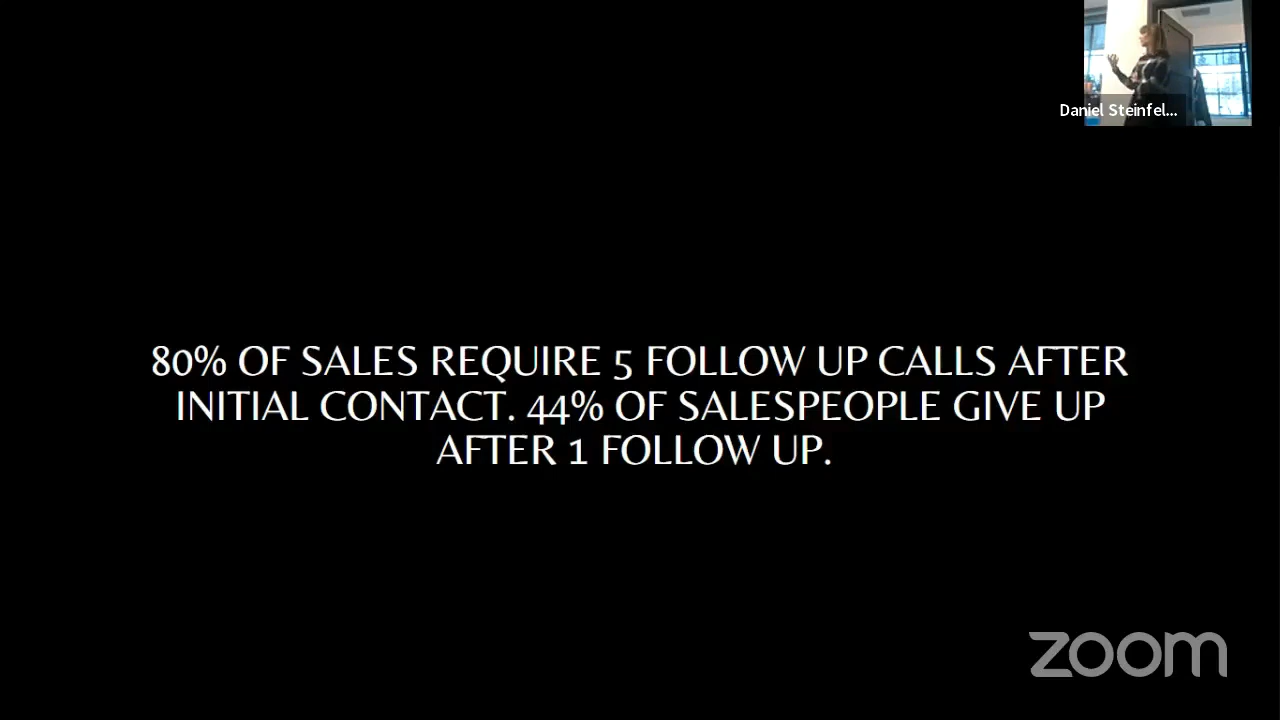 Daniel Steinfel...
80% OF SALES REQUIRE 5 FOLLOW UP CALLS AFTER
INITIAL CONTACT. 44% OF SALESPEOPLE GIVE UP
AFTER 1 FOLLOW UP.
zoom